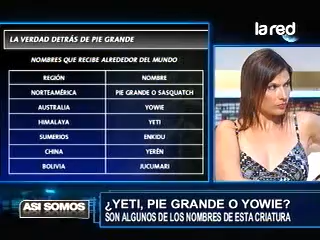 la red
LA VERDAD DETRÁS DE PIE GRANDE
NOMBRES QUE RECIBE ALREDEDOR DEL MUNDO
REGIÓN NOMBRE
NORTEAMÉRICA PIE GRANDE O SASQUATCH
AUSTRALIA YOWIE
HIMALAYA YETI
SUMERIOS ENKIDU
CHINA YERÉN
BOLIVIA JUCUMARI
ASI SOMOS
¿YETI, PIE GRANDE O YOWIE?
SON ALGUNOS DE LOS NOMBRES DE ESTA CRIATURA